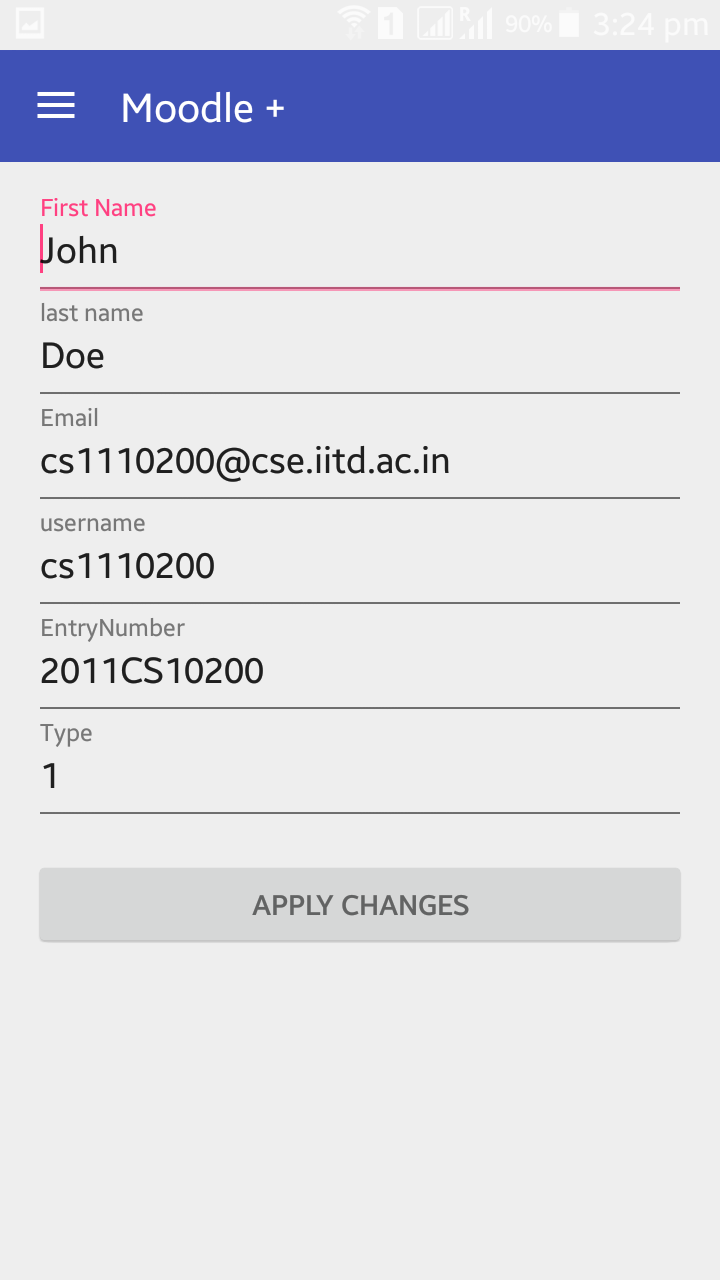 1 R 90% 3:24 pm
Moodle +
First Name
John
last name
Doe
Email
cs1110200@cse.iitd.ac.in
username
cs1110200
EntryNumber
2011CS10200
Type
1
APPLY CHANGES